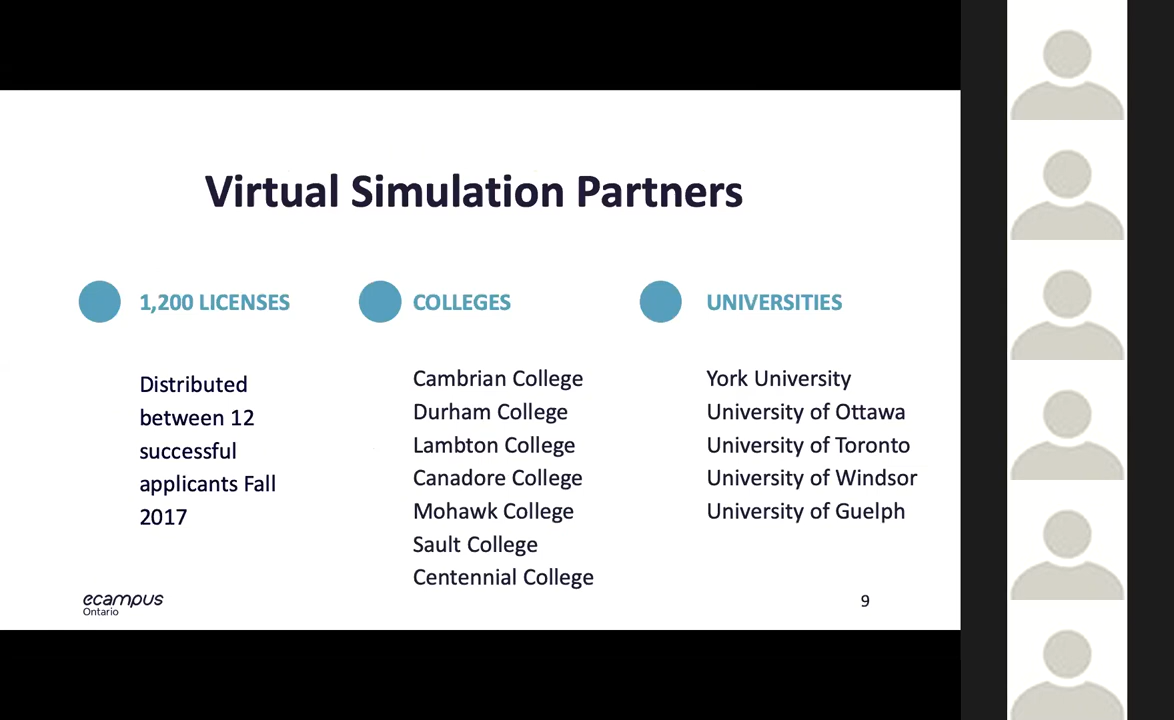 Virtual Simulation Partners
1,200 LICENSES
Distributed
between 12
successful
applicants Fall
2017
COLLEGES
Cambrian College
Durham College
Lambton College
Canadore College
Mohawk College
Sault College
Centennial College
UNIVERSITIES
York University
University of Ottawa
University of Toronto
University of Windsor
University of Guelph
ecampus
Ontario
9